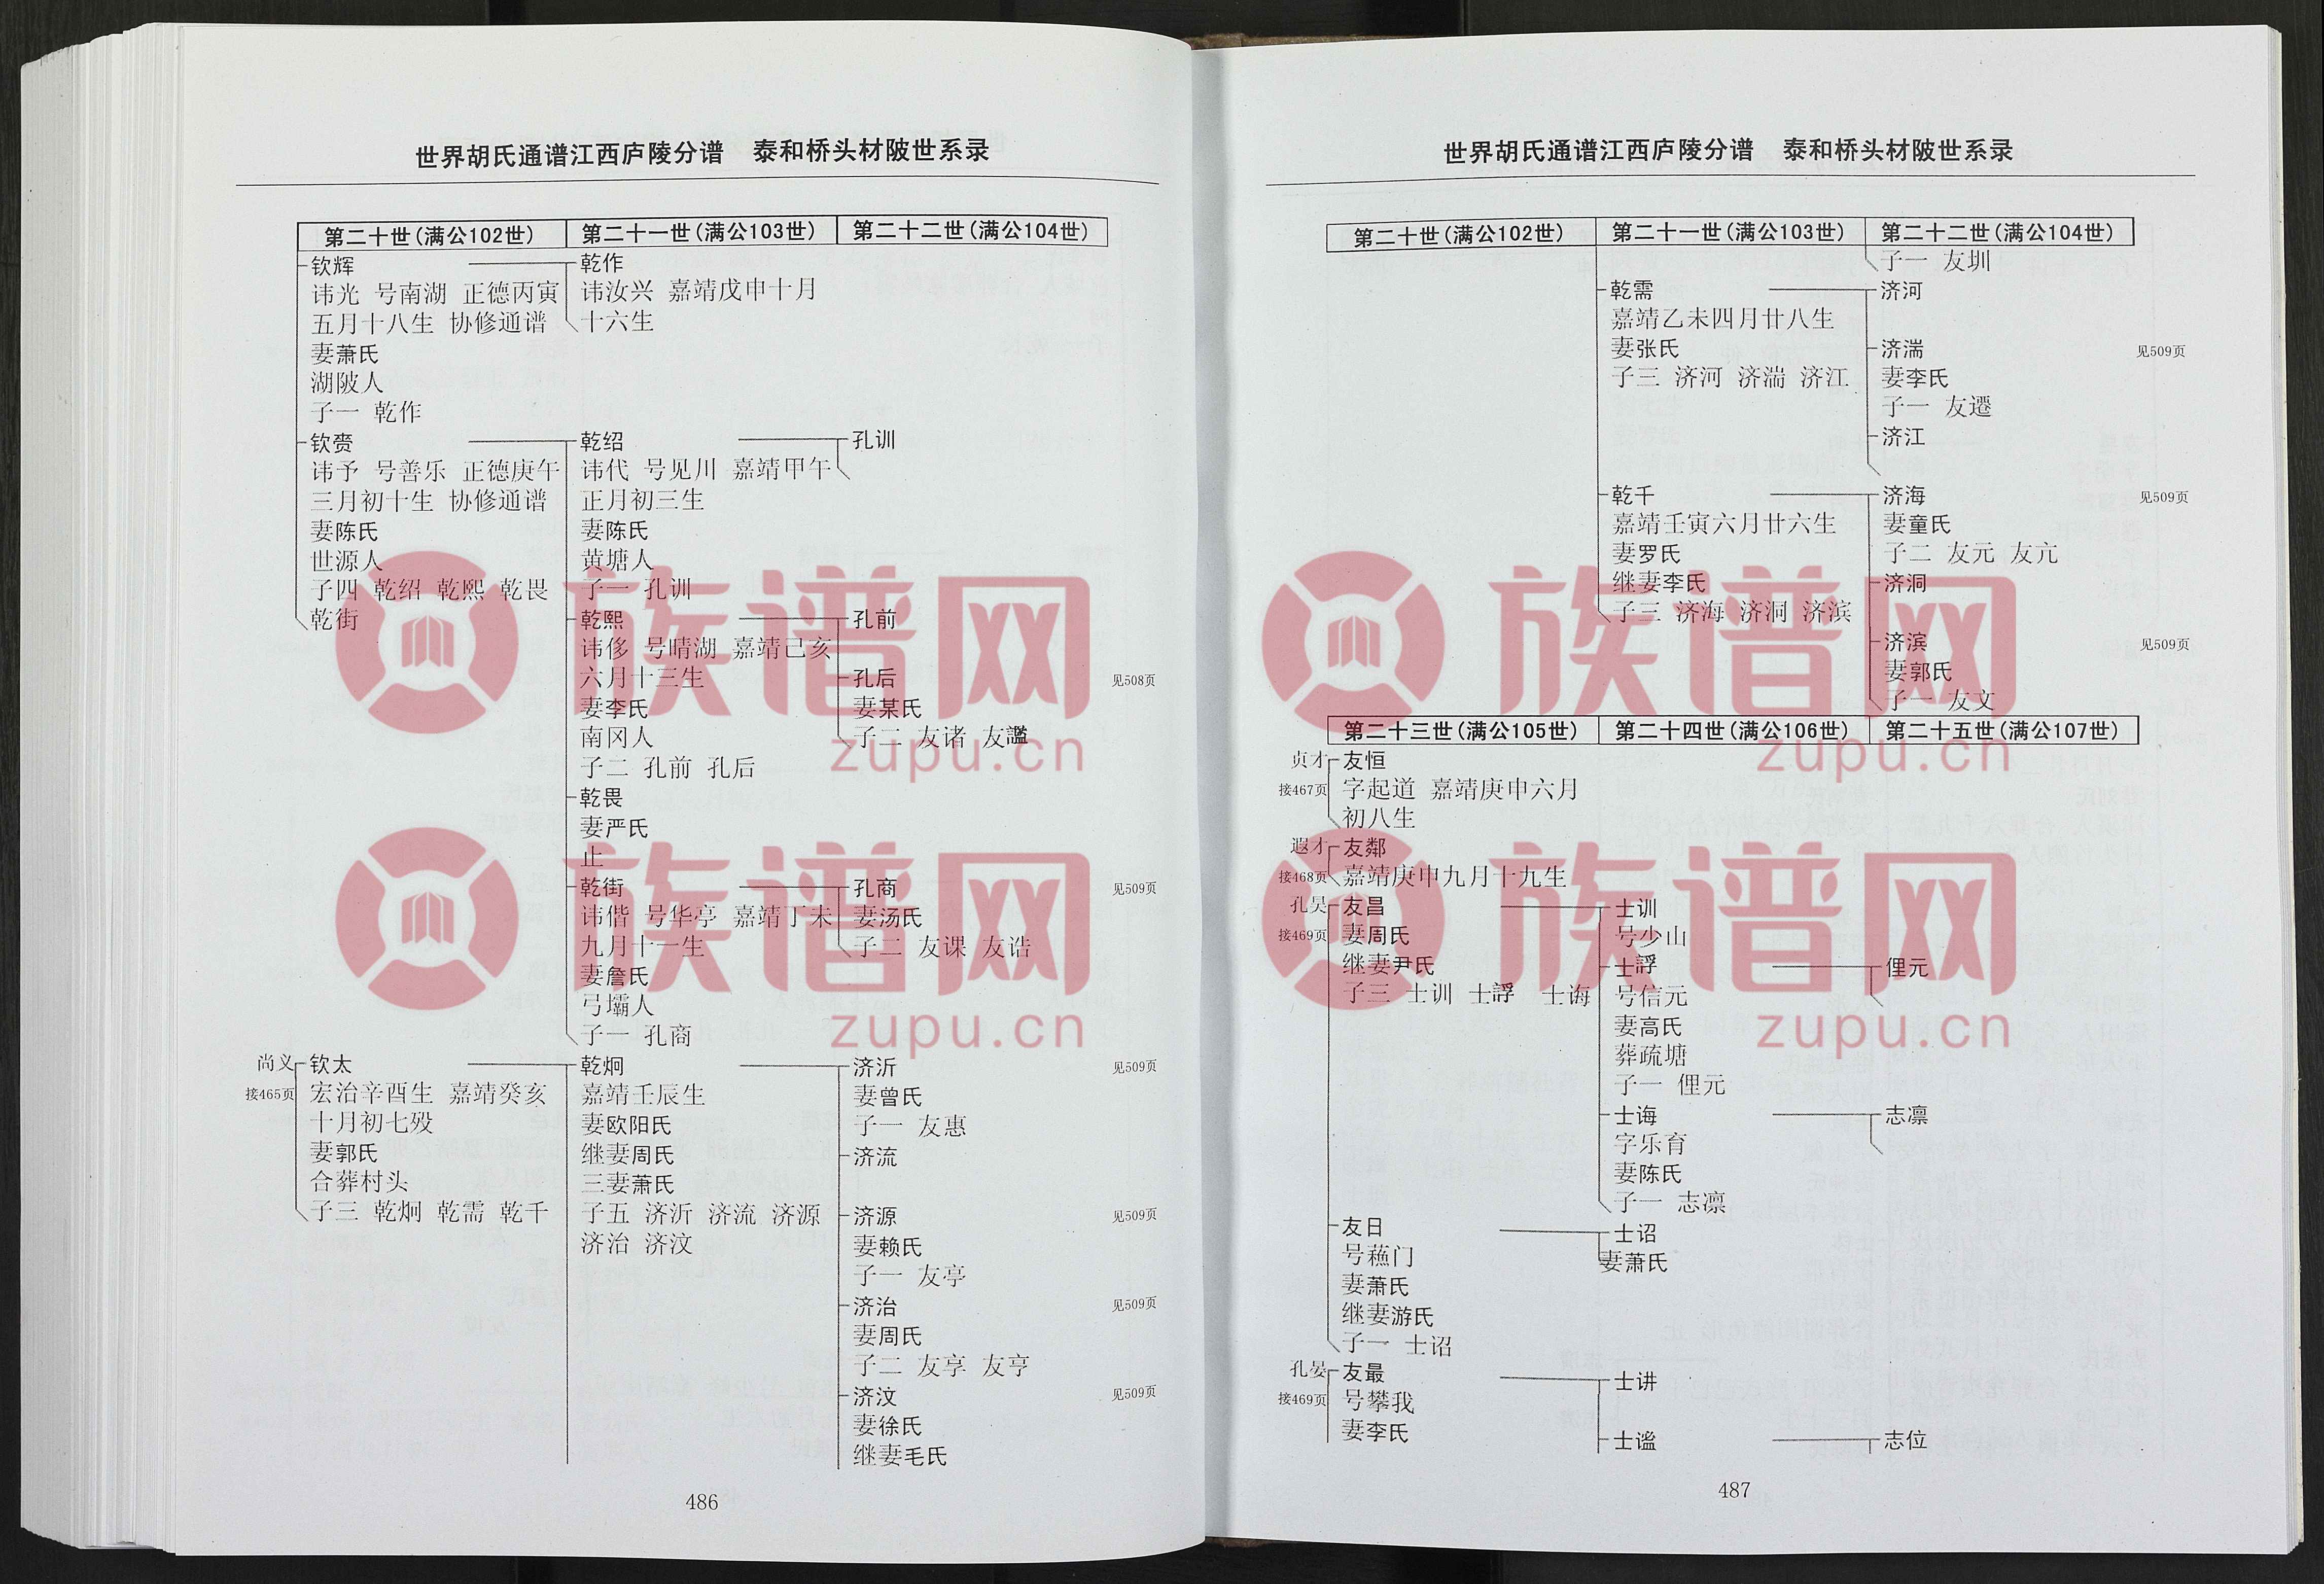 世界胡氏通谱江西庐陵分谱　泰和桥头材陂世系录
第二十世(满公102世)
第二十一世(满公103世)
第二十二世(满公104世)
钦辉
讳光 号南湖 正德丙寅
五月十八生 协修通谱
妻萧氏
湖陂人
子一 乾作
钦赉
讳予 号善乐 正德庚午
三月初十生 协修通谱
妻陈氏
世源人
子四 乾绍 乾熙 乾畏
乾街
尚义
接465页
钦太
宏治辛酉生 嘉靖癸亥
十月初七殁
妻郭氏
合葬村头
子三 乾炯 乾需 乾千
乾作
讳汝兴 嘉靖戊申十月
十六生
乾绍
讳代 号见川 嘉靖甲午
正月初三生
妻陈氏
黄塘人
子一 孔训
乾熙
讳侈 号晴湖 嘉靖己亥
六月十三生
妻李氏
南冈人
子二 孔前 孔后
乾畏
妻严氏
止
乾街
讳偕 号华亭 嘉靖丁未
九月十一生
妻詹氏
弓壩人
子一 孔商
乾炯
嘉靖壬辰生
妻欧阳氏
继妻周氏
三妻萧氏
子五 济沂 济流 济源
济治 济汶
孔训
孔前
孔后
见508页
妻某氏
子二 友诸 友
孔商
见509页
妻汤氏
子二 友课 友诰
济沂
见509页
妻曾氏
子一 友惠
济流
济源
见509页
妻赖氏
子一 友亭
济治
见509页
妻周氏
子二 友享 友亨
济汶
见509页
妻徐氏
继妻毛氏
486
世界胡氏通谱江西庐陵分谱　泰和桥头材陂世系录
第二十世(满公102世)
第二十一世(满公103世)
第二十二世(满公104世)
子一 友圳
乾需
嘉靖乙未四月廿八生
妻张氏
子三 济河 济湍 济江
乾千
嘉靖壬寅六月廿六生
妻罗氏
继妻李氏
子三 济海 济洞 济滨
济河
济湍
见509页
妻李氏
子一 友遷
济江
济海
见509页
妻童氏
子二 友元 友亢
济洞
济滨
见509页
妻郭氏
子一 友文
第二十三世(满公105世)
第二十四世(满公106世)
第二十五世(满公107世)
贞才
接467页
友恒
字起道 嘉靖庚申六月
初八生
遐才
接468页
友鄰
嘉靖庚申九月十九生
孔昊
接469页
友昌
妻周氏
继妻尹氏
子三 士训 士諪 士诲
友日
号蘓门
妻萧氏
继妻游氏
子一 士诏
孔晏
接469页
友最
号攀我
妻李氏
士训
号少山
士
号信元
妻高氏
葬疏塘
子一 俚元
士诲
字乐育
妻陈氏
子一 志凛
士诏
妻萧氏
士讲
士谧
俚元
志凛
志位
487
族谱网
zupu.cn
族谱网
zupu.cn
族谱网
zupu.cn
族谱网
zupu.cn